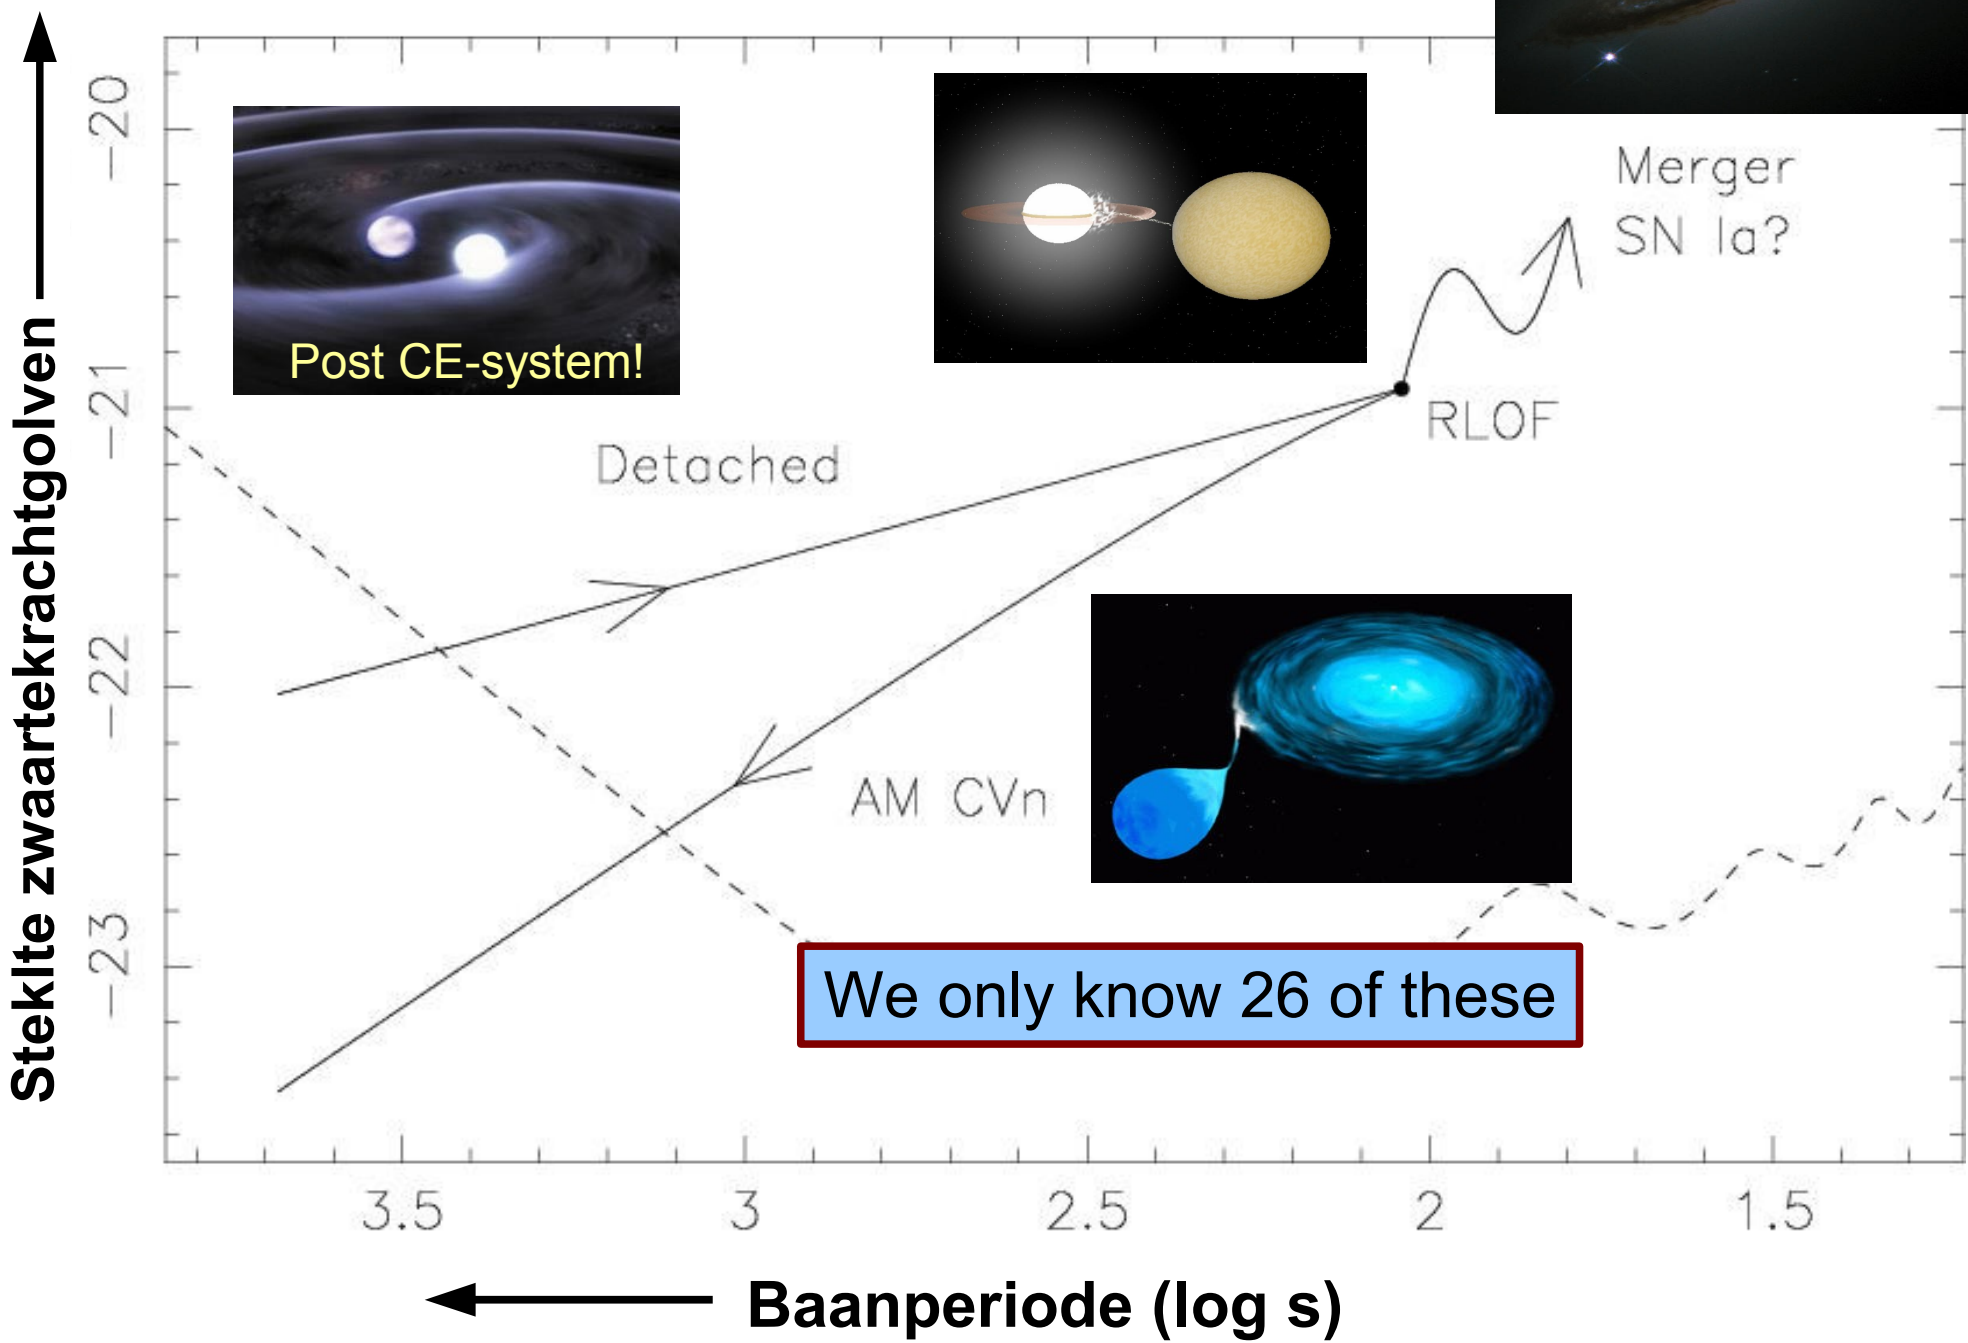 Steklte zwaartekrachtgolven
−20
−21
−22
−23
Post CE-system!
Merger
SN Ia?
RLOF
Detached
AM CVn
We only know 26 of these
3.5 3 2.5 2 1.5
Baanperiode (log s)